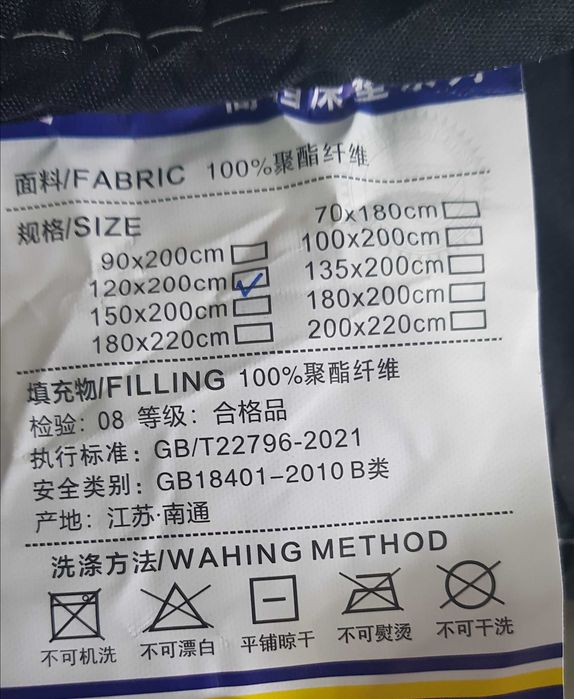 面料/FABRIC 100%聚酯纤维
规格/SIZE
70x180cm
90x200cm 100x200cm
120x200cm 135x200cm
150x200cm 180x200cm
180x220cm 200x220cm
填充物/FILLING 100%聚酯纤维
检验: 08 等级: 合格品
执行标准: GB/T22796-2021
安全类别: GB18401-2010 B类
产地: 江苏·南通
洗涤方法/WAHING METHOD
不可机洗 不可漂白 平铺晾干 不可熨烫 不可干洗